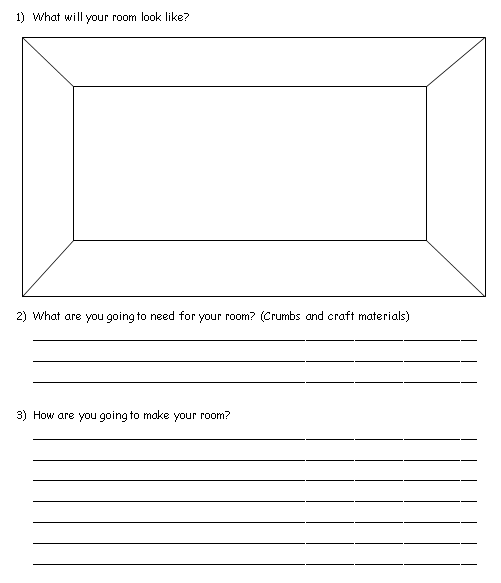 1) What will your room look like?
2) What are you going to need for your room? (Crumbs and craft materials)
3) How are you going to make your room?